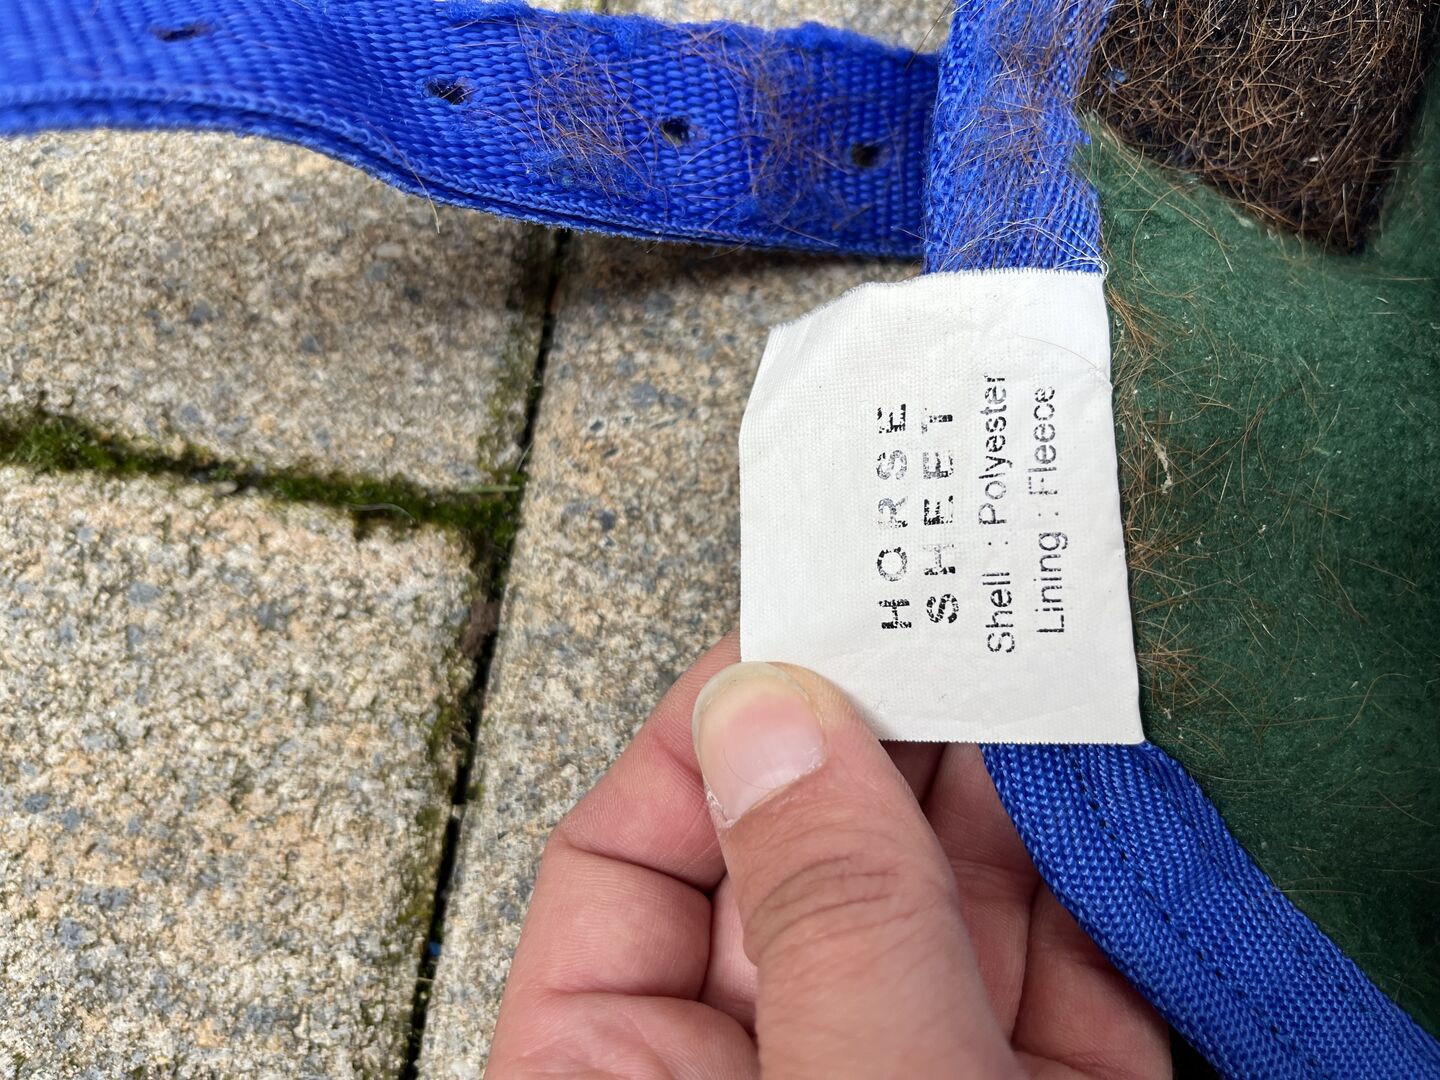 HORSE
SHEET
Shell : Polyester
Lining : Fleece